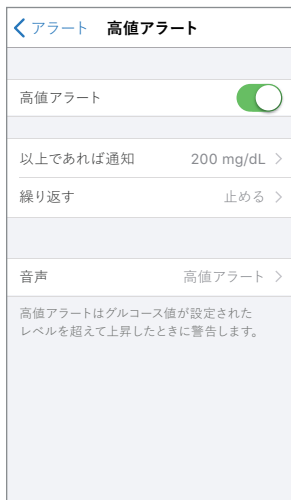 アラート 高値アラート
高値アラート
以上であれば通知 200 mg/dL
繰り返す 止める
音声 高値アラート
高値アラートはグルコース値が設定された
レベルを超えて上昇したときに警告します。